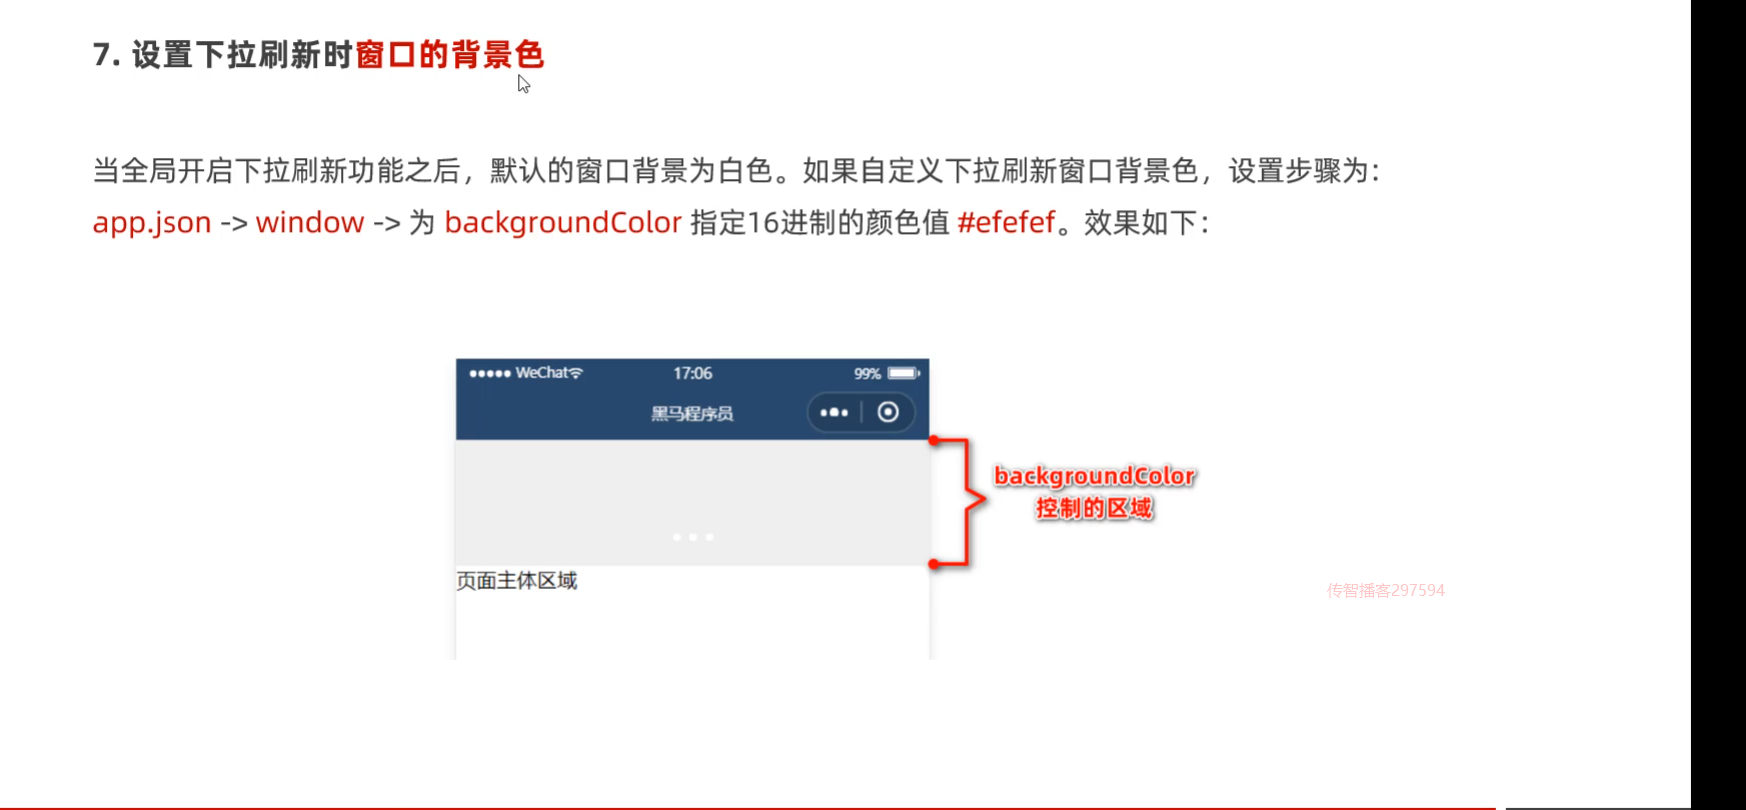 7. 设置下拉刷新时窗口的背景色
当全局开启下拉刷新功能之后，默认的窗口背景为白色。如果自定义下拉刷新窗口背景色，设置步骤为：
app.json -> window -> 为 backgroundColor 指定16进制的颜色值 #efefef。效果如下：
WeChat 17:06 99%
黑马程序员
backgroundColor
控制的区域
页面主体区域
传智播客297594